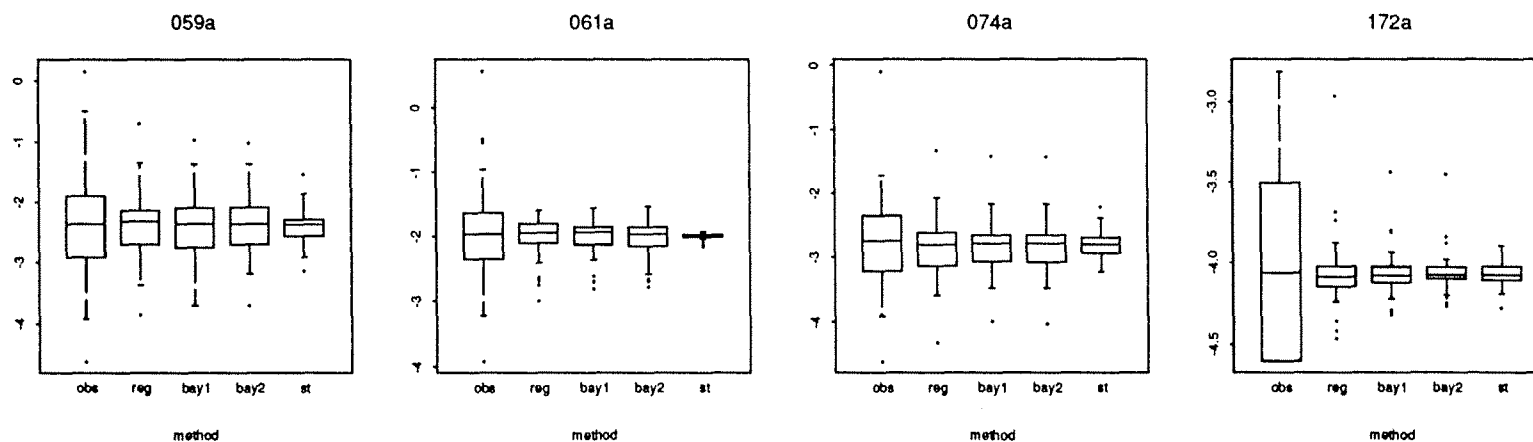 059a
0
-1
-2
-3
-4
obs reg bay1 bay2 st
method
061a
0
-1
-2
-3
-4
obs reg bay1 bay2 st
method
074a
0
-1
-2
-3
-4
obs reg bay1 bay2 st
method
172a
-3.0
-3.5
-4.0
-4.5
obs reg bay1 bay2 st
method